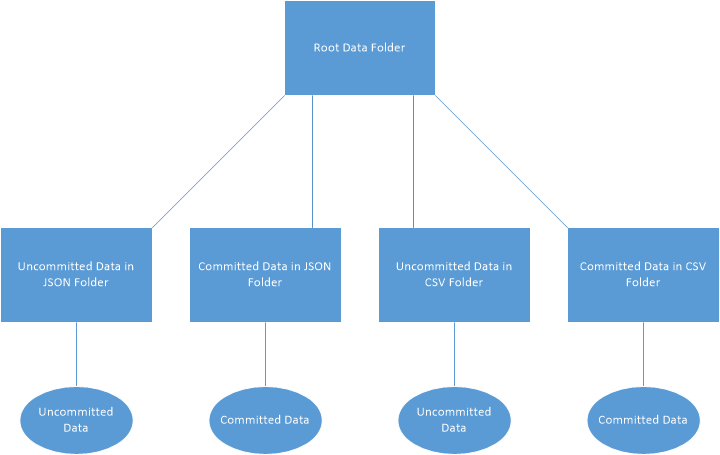 Root Data Folder
Uncommitted Data in
JSON Folder
Committed Data in JSON
Folder
Uncommitted Data in
CSV Folder
Committed Data in CSV
Folder
Uncommitted
Data
Committed Data
Uncommitted
Data
Committed Data